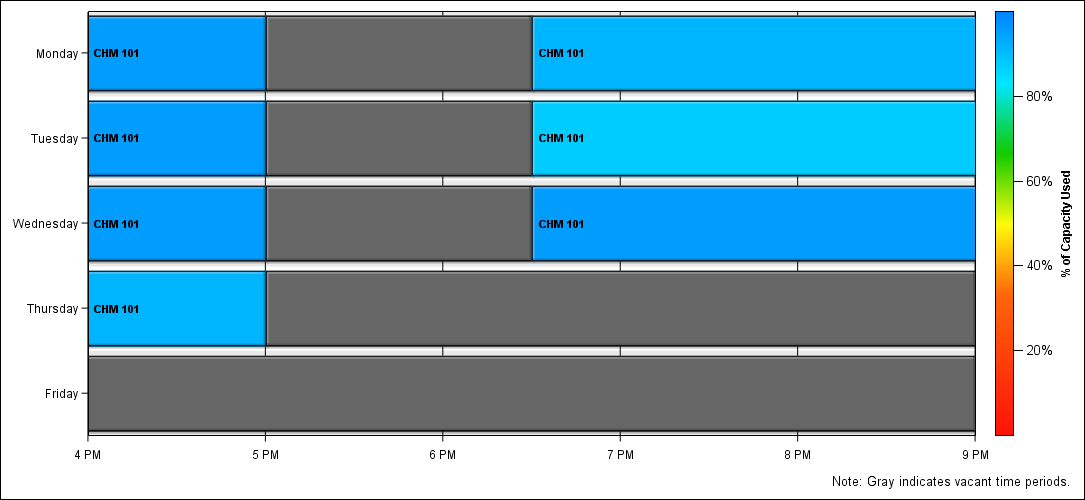 Monday
CHM 101
CHM 101
Tuesday
CHM 101
CHM 101
Wednesday
CHM 101
CHM 101
Thursday
CHM 101
Friday
4 PM
5 PM
6 PM
7 PM
8 PM
9 PM
80%
60%
40%
20%
% of Capacity Used
Note: Gray indicates vacant time periods.